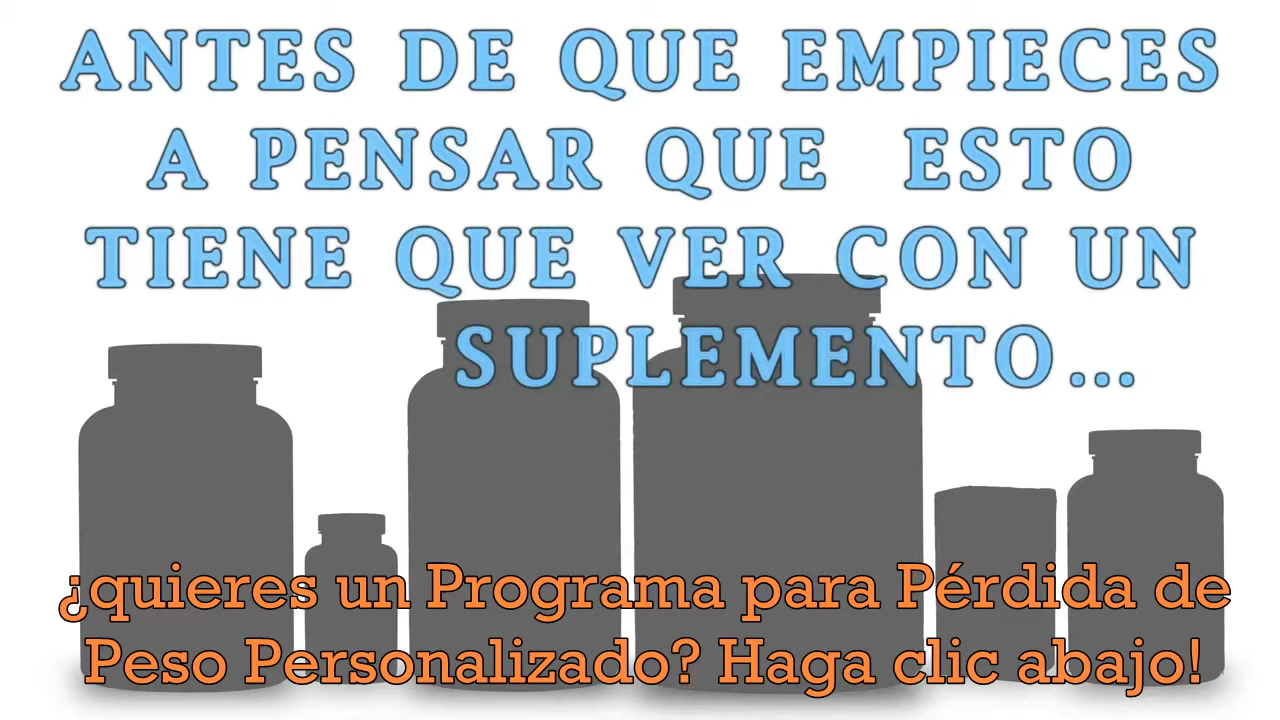 ANTES DE QUE EMPIECES
A PENSAR QUE ESTO
TIENE QUE VER CON UN
SUPLEMENTO...
¿quieres un Programa para Pérdida de
Peso Personalizado? Haga clic abajo!